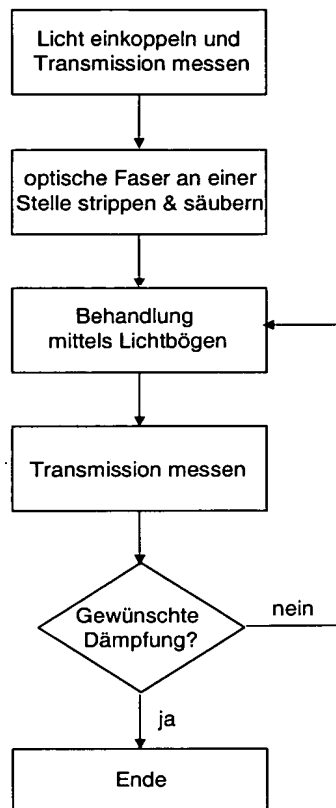 Licht einkoppeln und
Transmission messen
optische Faser an einer
Stelle strippen & säubern
Behandlung
mittels Lichtbögen
Transmission messen
Gewünschte
Dämpfung?
nein
ja
Ende